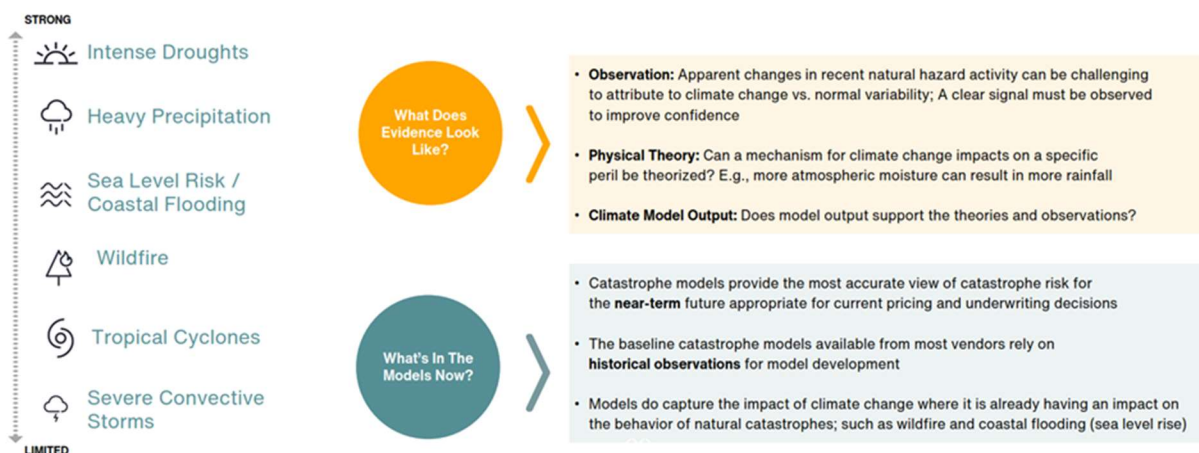 STRONG
Intense Droughts
Heavy Precipitation
Sea Level Risk /
Coastal Flooding
Wildfire
Tropical Cyclones
Severe Convective
Storms
LIMITED
What Does
Evidence Look
Like?
• Observation: Apparent changes in recent natural hazard activity can be challenging
to attribute to climate change vs. normal variability; A clear signal must be observed
to improve confidence
• Physical Theory: Can a mechanism for climate change impacts on a specific
peril be theorized? E.g., more atmospheric moisture can result in more rainfall
• Climate Model Output: Does model output support the theories and observations?
What's In The
Models Now?
• Catastrophe models provide the most accurate view of catastrophe risk for
the near-term future appropriate for current pricing and underwriting decisions
• The baseline catastrophe models available from most vendors rely on
historical observations for model development
• Models do capture the impact of climate change where it is already having an impact on
the behavior of natural catastrophes; such as wildfire and coastal flooding (sea level rise)